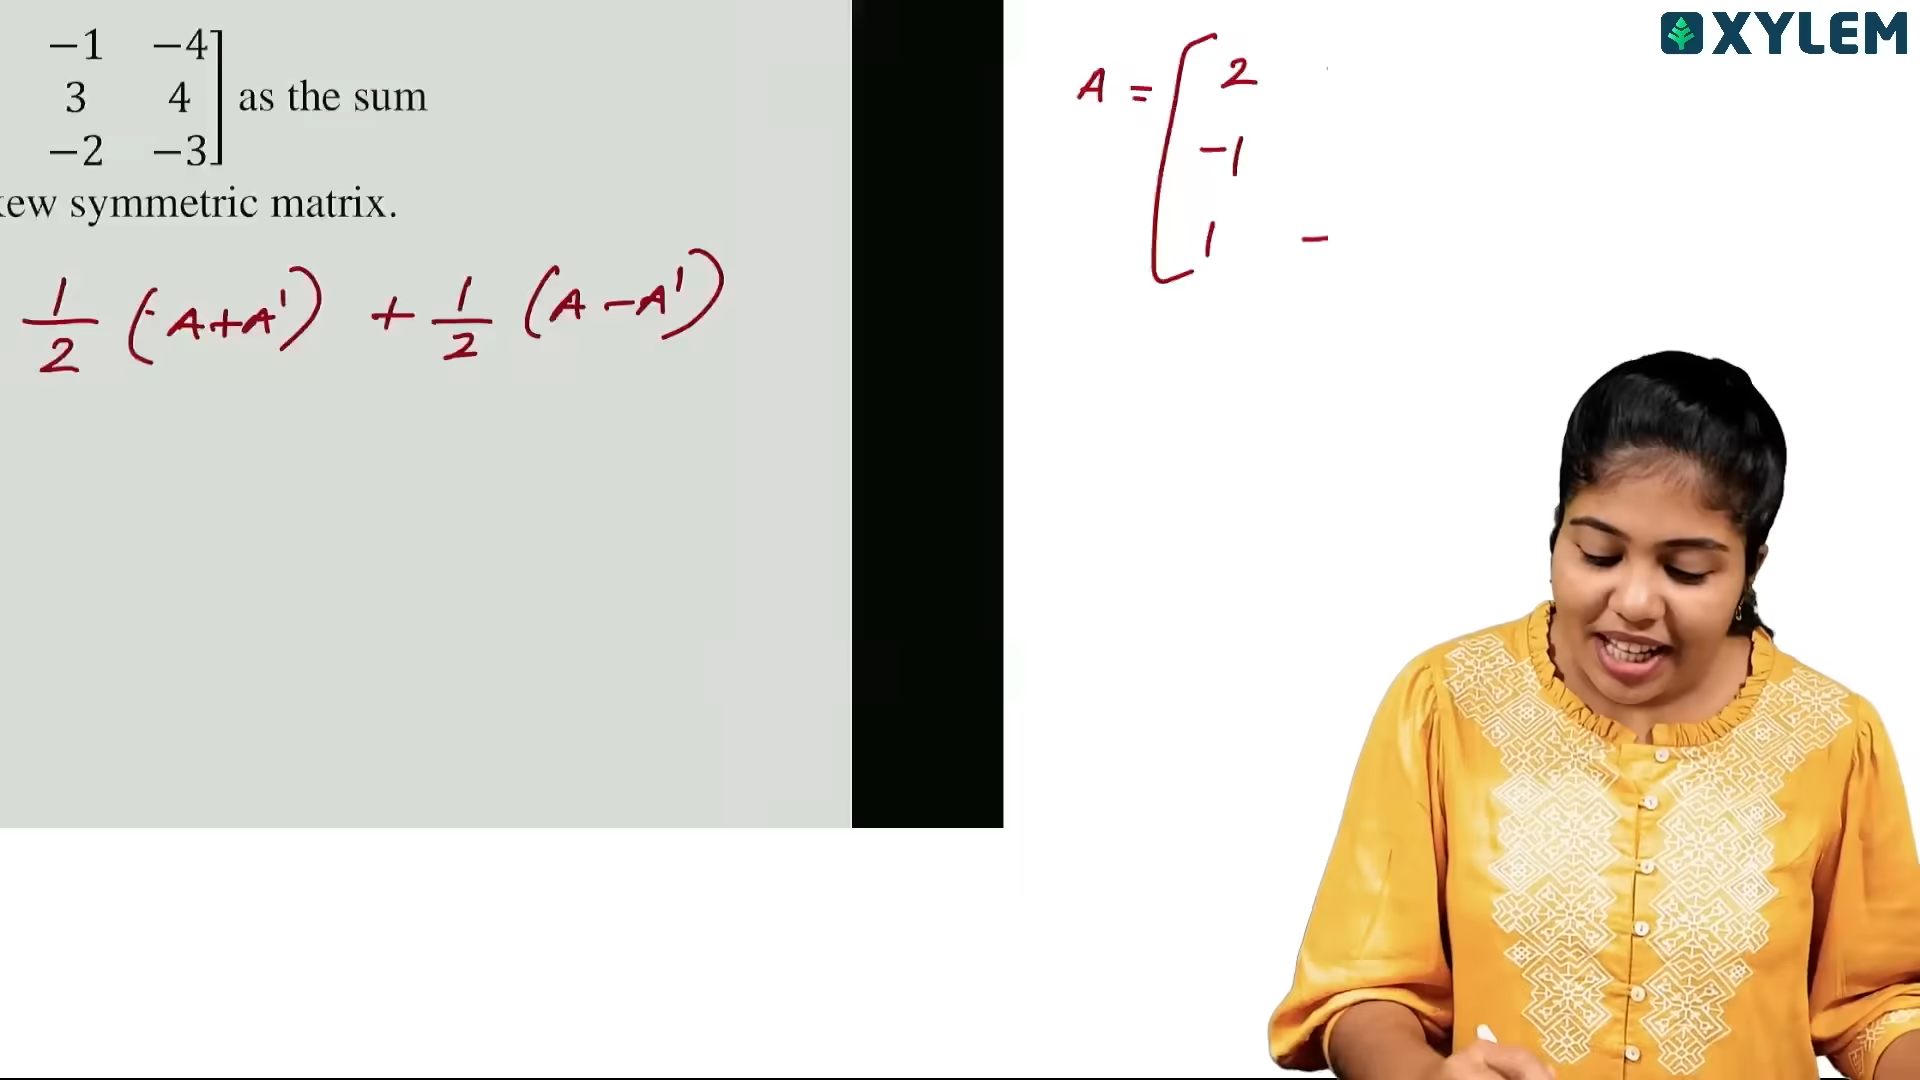 −1 −4
3 4 as the sum
−2 −3
ew symmetric matrix.
1/2 (A+A') + 1/2 (A−A')
A = [ 2
−1
1 −
XYLEM